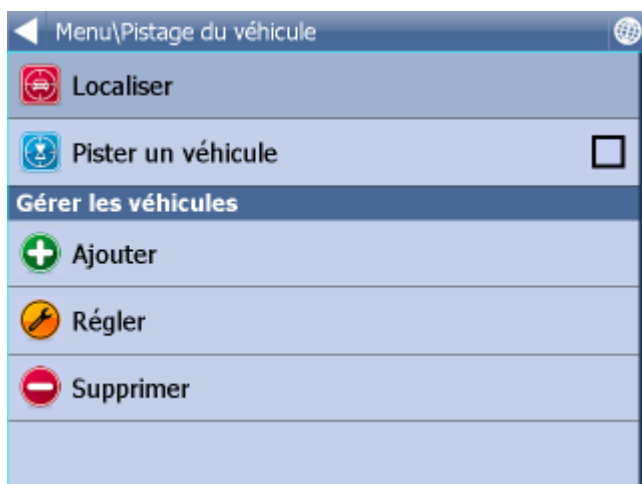 Menu\Pistage du véhicule
Localiser
Pister un véhicule
Gérer les véhicules
Ajouter
Régler
Supprimer